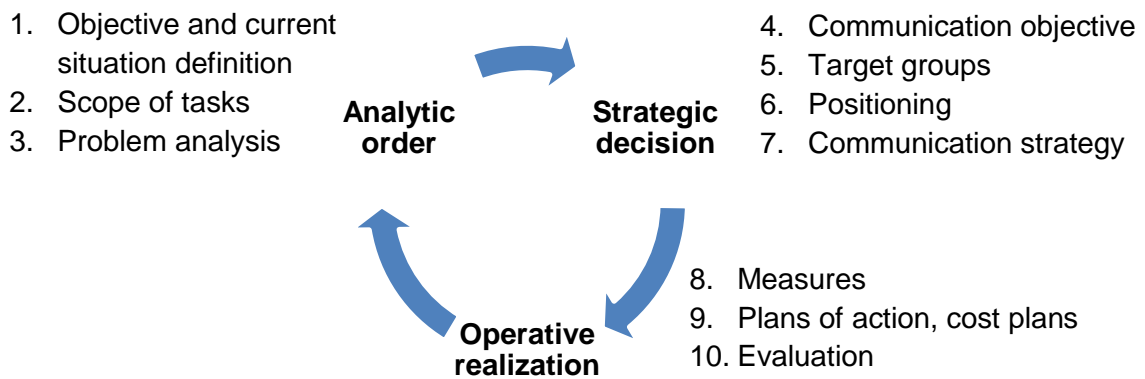 1. Objective and current
situation definition
2. Scope of tasks
3. Problem analysis
Analytic
order
Strategic
decision
4. Communication objective
5. Target groups
6. Positioning
7. Communication strategy
8. Measures
9. Plans of action, cost plans
10. Evaluation
Operative
realization